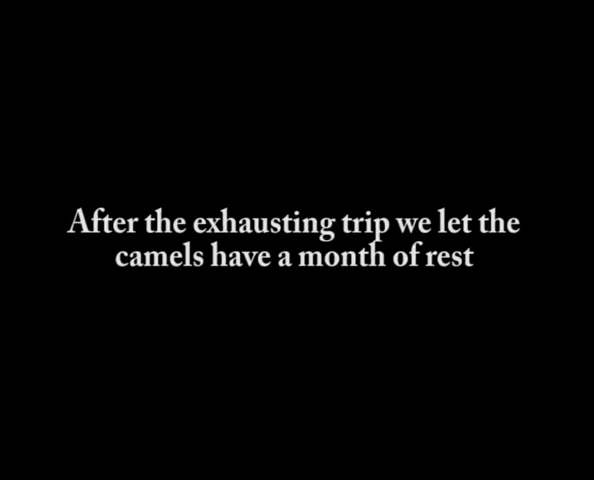 After the exhausting trip we let the
camels have a month of rest